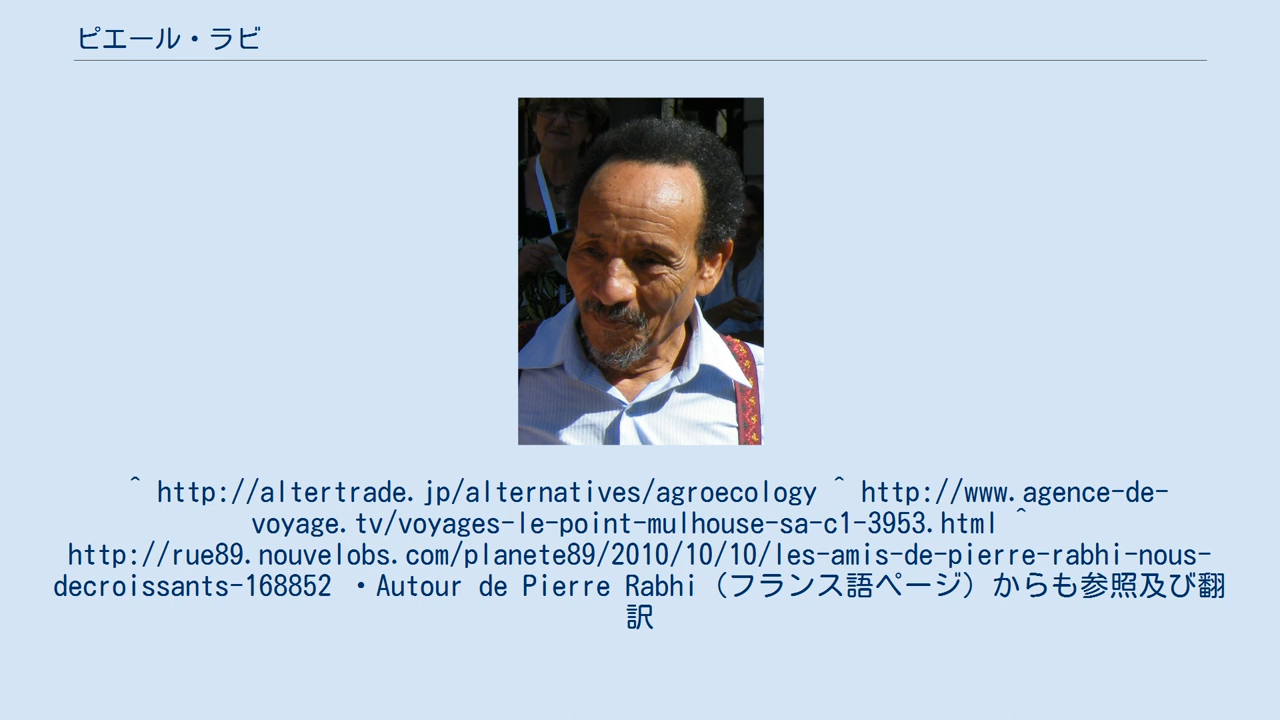 ピエール・ラビ
^ http://altertrade.jp/alternatives/agroecology ^ http://www.agence-de-
voyage.tv/voyages-le-point-mulhouse-sa-c1-3953.html ^
http://rue89.nouvelobs.com/planete89/2010/10/10/les-amis-de-pierre-rabhi-nous-
decroissants-168852 ・Autour de Pierre Rabhi（フランス語ページ）からも参照及び翻
訳